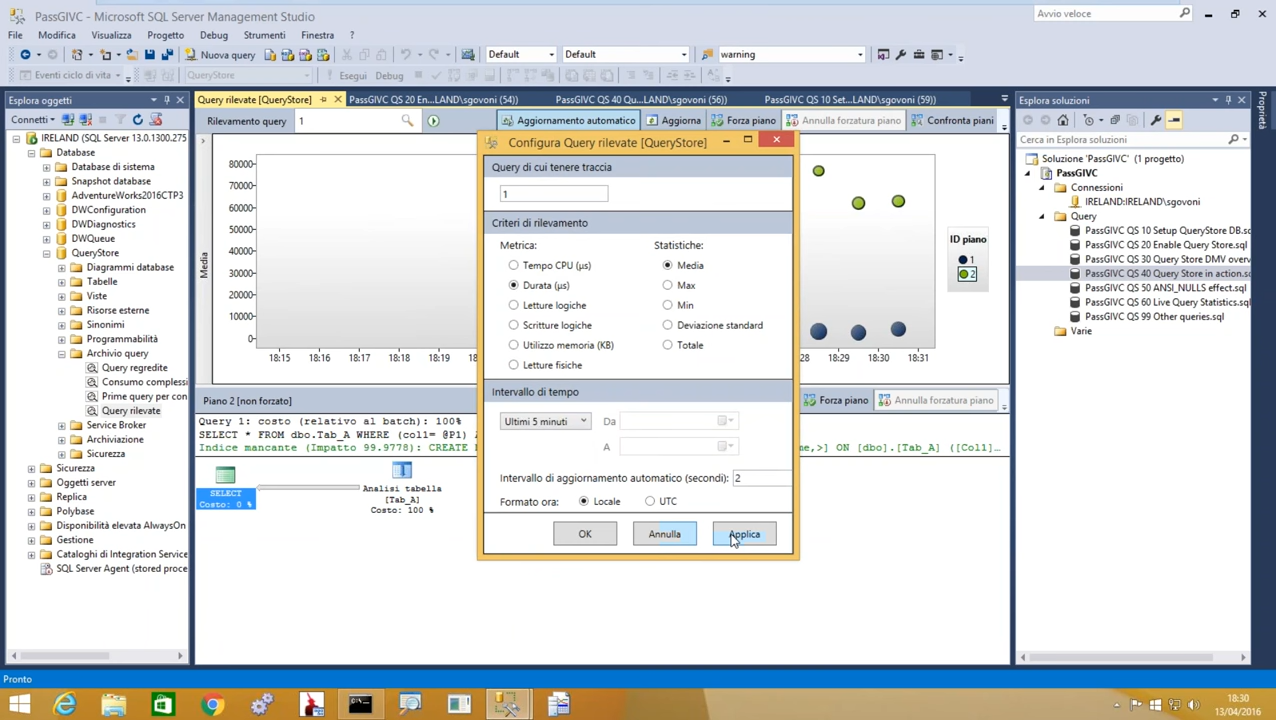 PassGIVC - Microsoft SQL Server Management Studio
Avvio veloce
File Modifica Visualizza Progetto Debug Strumenti Finestra ?
Nuova query
Default
Default
warning
Eventi ciclo di vita
QueryStore
Esegui Debug
Esplora oggetti
Connetti
IRELAND (SQL Server 13.0.1300.275
Database
Database di sistema
Snapshot database
AdventureWorks2016CTP3
DWConfiguration
DWDiagnostics
DWQueue
QueryStore
Diagrammi database
Tabelle
Viste
Risorse esterne
Sinonimi
Programmabilità
Archivio query
Query regredite
Consumo complessi
Prime query per con
Query rilevate
Service Broker
Archiviazione
Sicurezza
Sicurezza
Oggetti server
Replica
Polybase
Disponibilità elevata AlwaysOn
Gestione
Cataloghi di Integration Service
SQL Server Agent (stored proce
Query rilevate [QueryStore]
PassGIVC QS 20 En...LAND\sgovoni (54))
PassGIVC QS 40 Qu...LAND\sgovoni (56))
PassGIVC QS 10 Set...LAND\sgovoni (59))
Rilevamento query 1
Aggiornamento automatico
Aggiorna
Forza piano
Annulla forzatura piano
Confronta piani
Media
80000
70000
60000
50000
40000
30000
20000
10000
0
18:15 18:16 18:17 18:18 18:19
18:28 18:29 18:30 18:31
ID piano
1
2
Piano 2 [non forzato]
Forza piano
Annulla forzatura piano
Query 1: costo (relativo al batch): 100%
SELECT * FROM dbo.Tab_A WHERE (col1= @P1) A
Indice mancante (Impatto 99.9778): CREATE N
me,>] ON [dbo].[Tab_A] ([Col1]...
SELECT
Costo: 0 %
Analisi tabella
[Tab_A]
Costo: 100 %
Configura Query rilevate [QueryStore]
Query di cui tenere traccia
1
Criteri di rilevamento
Metrica:
Tempo CPU (µs)
Durata (µs)
Letture logiche
Scritture logiche
Utilizzo memoria (KB)
Letture fisiche
Statistiche:
Media
Max
Min
Deviazione standard
Totale
Intervallo di tempo
Ultimi 5 minuti
Da
A
Intervallo di aggiornamento automatico (secondi): 2
Formato ora: Locale UTC
OK Annulla Applica
Esplora soluzioni
Cerca in Esplora soluzioni
Soluzione 'PassGIVC' (1 progetto)
PassGIVC
Connessioni
IRELAND:IRELAND\sgovoni
Query
PassGIVC QS 10 Setup QueryStore DB.sq
PassGIVC QS 20 Enable Query Store.sql
PassGIVC QS 30 Query Store DMV overv
PassGIVC QS 40 Query Store in action.sq
PassGIVC QS 50 ANSI_NULLS effect.sql
PassGIVC QS 60 Live Query Statistics.sql
PassGIVC QS 99 Other queries.sql
Varie
Proprietà
Pronto
18:30
13/04/2016